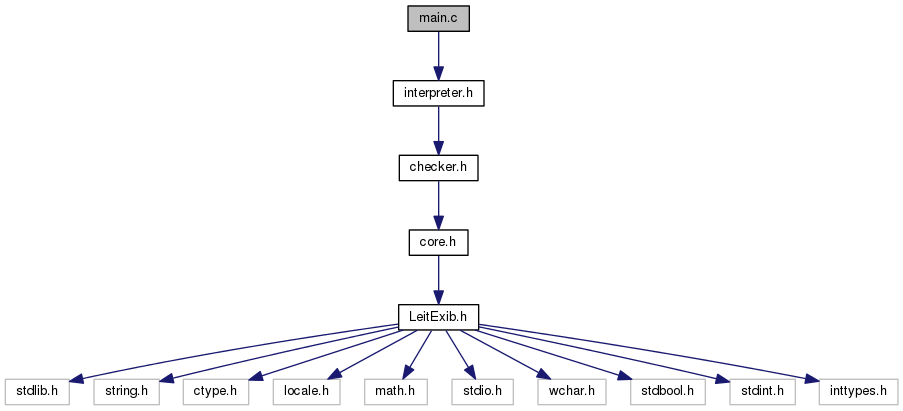 main.c
interpreter.h
checker.h
core.h
LeitExib.h
stdlib.h
string.h
ctype.h
locale.h
math.h
stdio.h
wchar.h
stdbool.h
stdint.h
inttypes.h